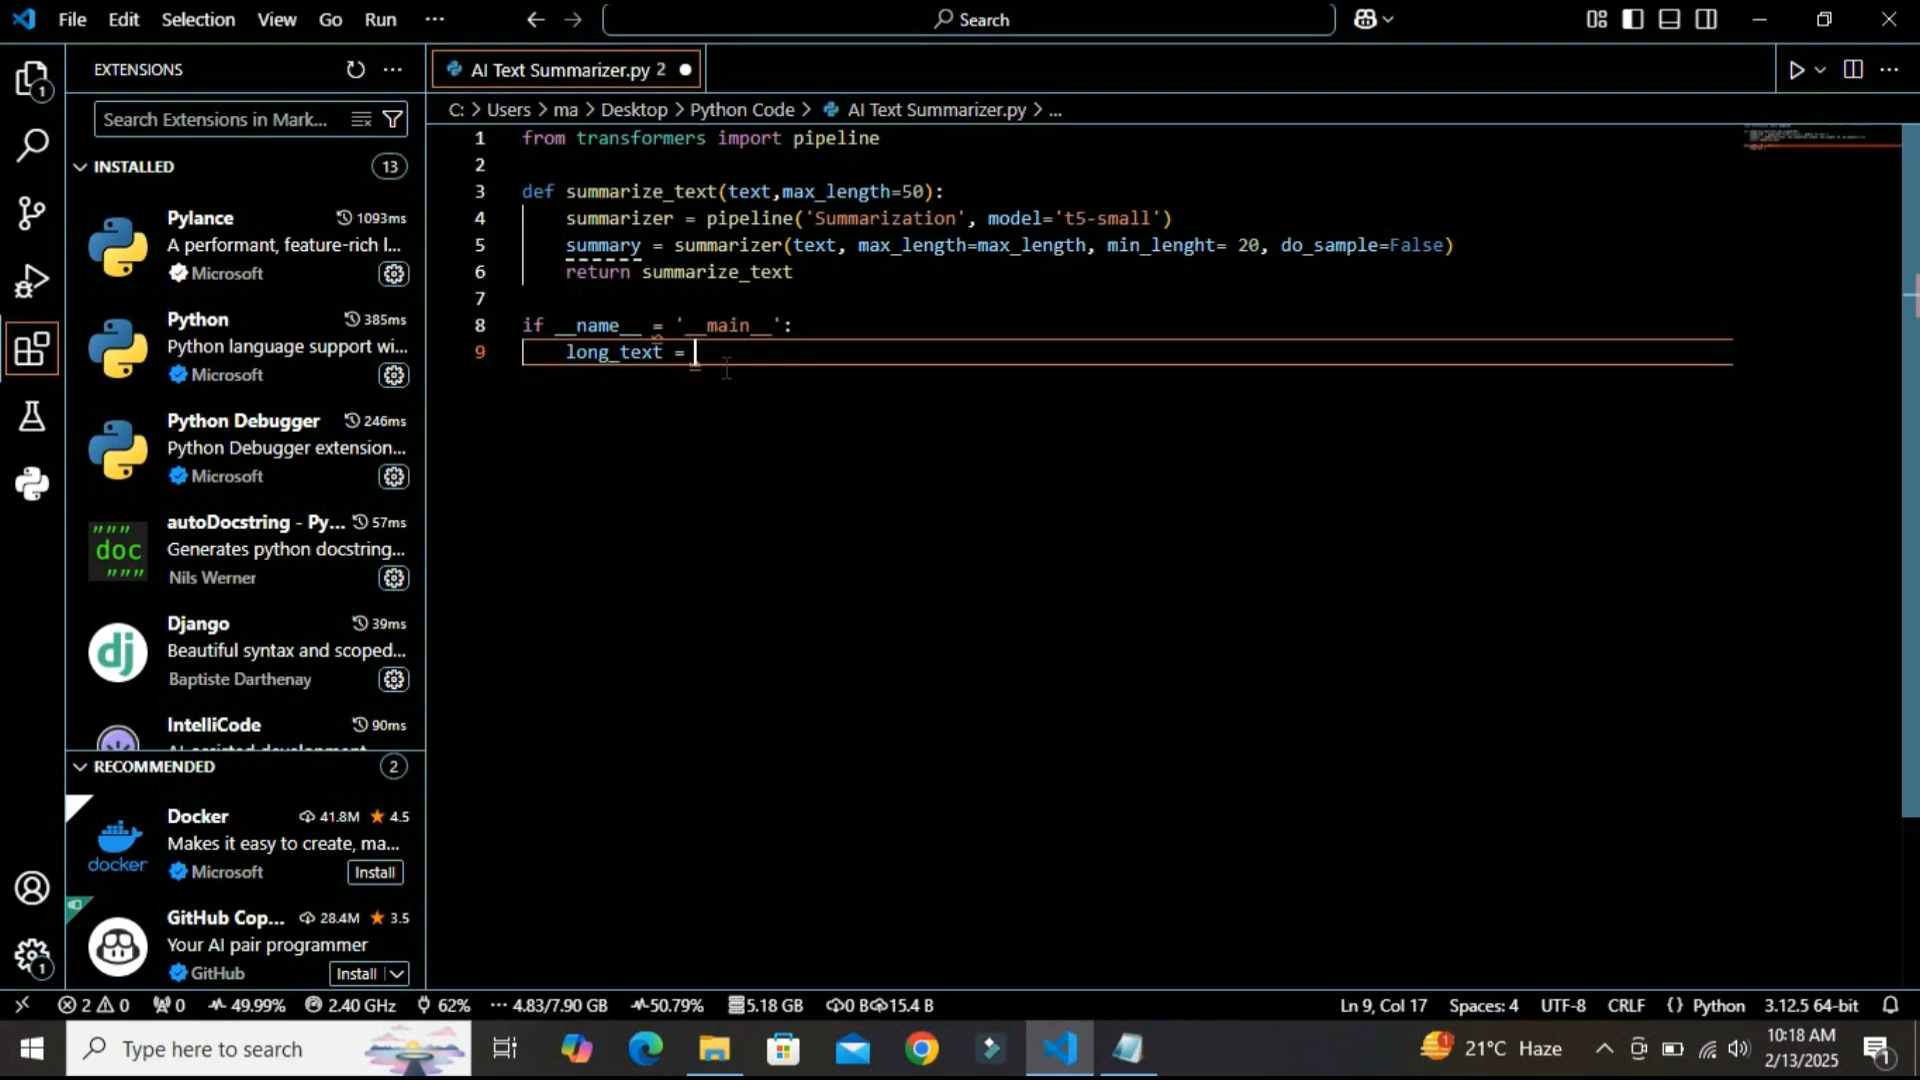 File Edit Selection View Go Run ...
Search
EXTENSIONS
AI Text Summarizer.py 2
C: > Users > ma > Desktop > Python Code > AI Text Summarizer.py > ...
Search Extensions in Mark...
INSTALLED 13
Pylance 1093ms
A performant, feature-rich l...
Microsoft
Python 385ms
Python language support wi...
Microsoft
Python Debugger 246ms
Python Debugger extension...
Microsoft
""" doc """
autoDocstring - Py... 57ms
Generates python docstring...
Nils Werner
dj
Django 39ms
Beautiful syntax and scoped...
Baptiste Darthenay
IntelliCode 90ms
RECOMMENDED 2
docker
Docker 41.8M 4.5
Makes it easy to create, ma...
Microsoft Install
GitHub Cop... 28.4M 3.5
Your AI pair programmer
GitHub Install
1
1
1 from transformers import pipeline
2
3 def summarize_text(text,max_length=50):
4 summarizer = pipeline('Summarization', model='t5-small')
5 summary = summarizer(text, max_length=max_length, min_lenght= 20, do_sample=False)
6 return summarize_text
7
8 if __name__ = '__main__':
9 long_text =
2 0 0 49.99% 2.40 GHz 62% ... 4.83/7.90 GB 50.79% 5.18 GB 0 B 15.4 B Ln 9, Col 17 Spaces: 4 UTF-8 CRLF {} Python 3.12.5 64-bit
Type here to search
1 21°C Haze
10:18 AM
2/13/2025
1